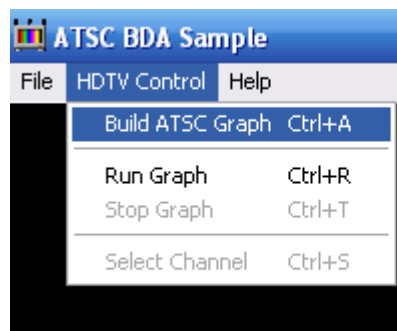 ATSC BDA Sample
File HDTV Control Help
Build ATSC Graph Ctrl+A
Run Graph Ctrl+R
Stop Graph Ctrl+T
Select Channel Ctrl+S